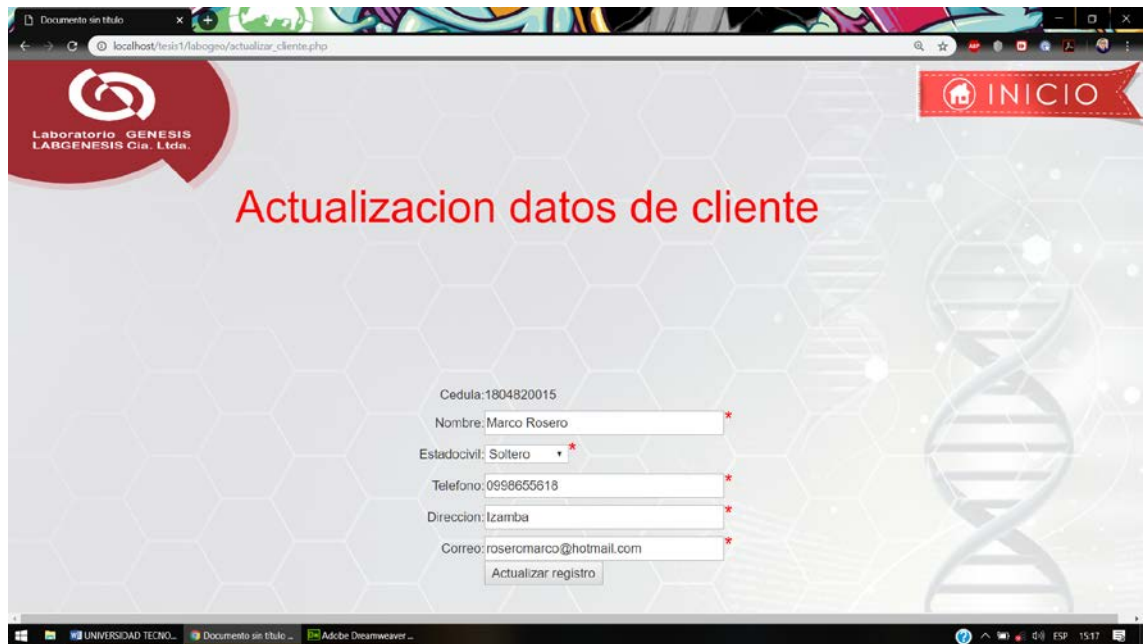 Documento sin título
localhost/tesis1/labogeo/actualizar_cliente.php
Laboratorio GENESIS
LABGENESIS Cia. Ltda.
INICIO
Actualizacion datos de cliente
Cedula:1804820015
Nombre: Marco Rosero *
Estadocivil: Soltero *
Telefono: 0998655618 *
Direccion: Izamba *
Correo: roseromarco@hotmail.com *
Actualizar registro
UNIVERSIDAD TECNO... Documento sin título ... Adobe Dreamweaver ... ESP 15:17